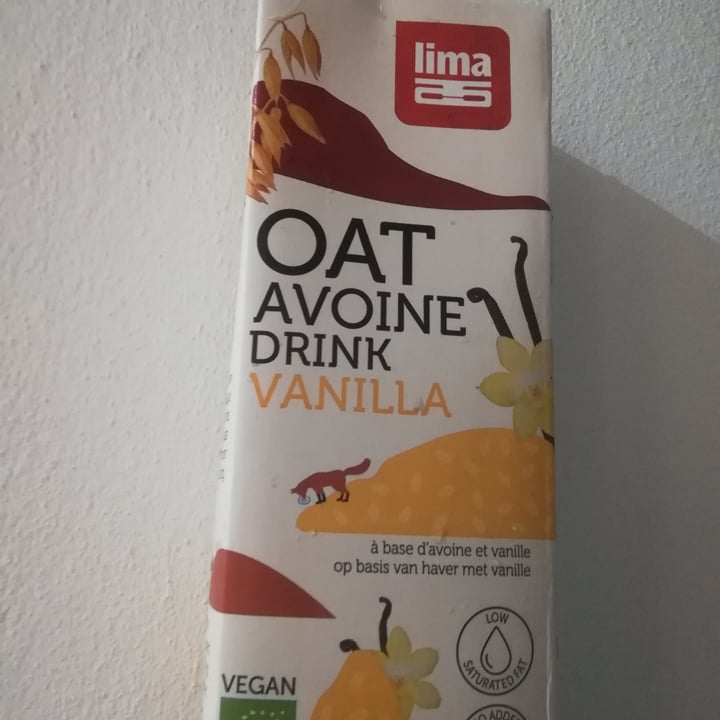 lima
OAT
AVOINE
DRINK
VANILLA
à base d'avoine et vanille
op basis van haver met vanille
LOW
SATURATED FAT
VEGAN